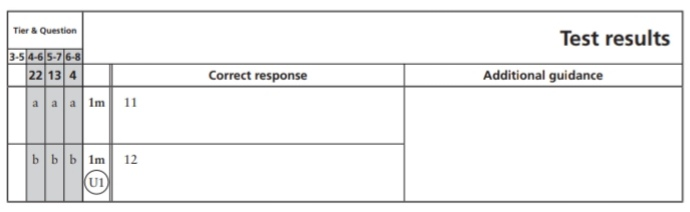 Tier & Question
Test results
3-5 4-6 5-7 6-8
22 13 4 Correct response Additional guidance
a a a 1m 11
b b b 1m 12
U1